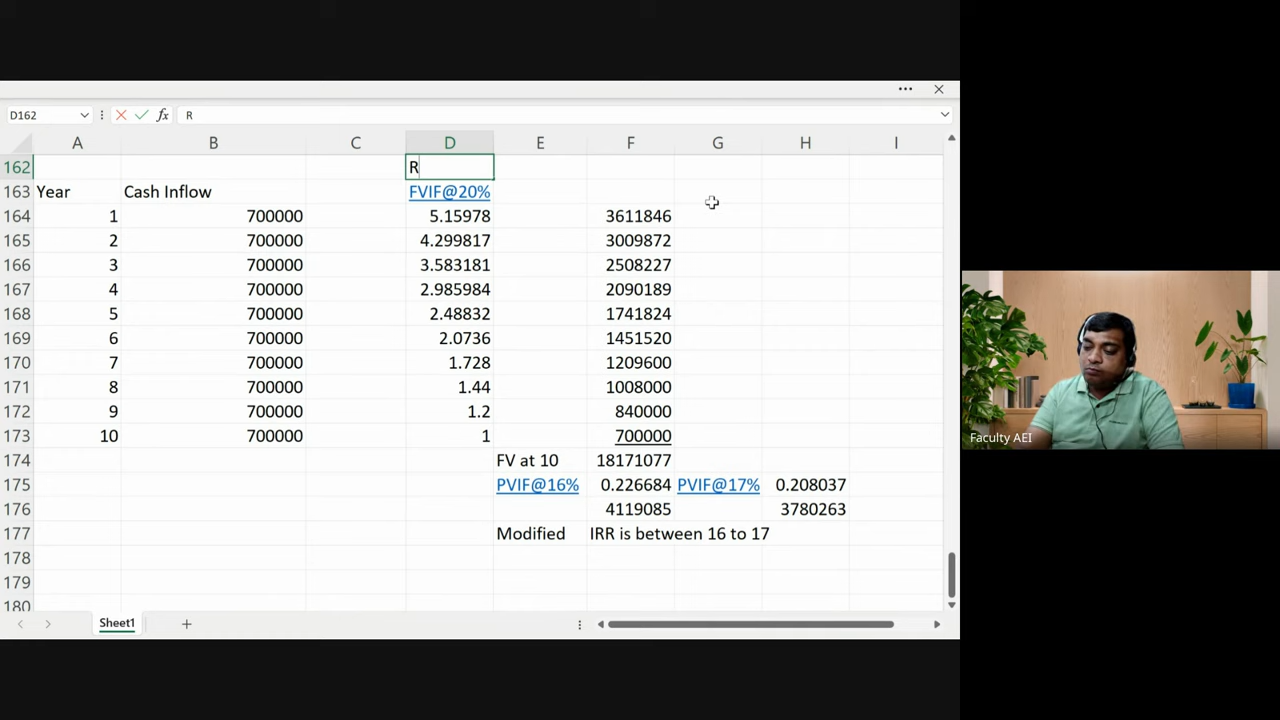 D162 fx R
A B C D E F G H I
162 R
163 Year Cash Inflow FVIF@20%
164 1 700000 5.15978 3611846
165 2 700000 4.299817 3009872
166 3 700000 3.583181 2508227
167 4 700000 2.985984 2090189
168 5 700000 2.48832 1741824
169 6 700000 2.0736 1451520
170 7 700000 1.728 1209600
171 8 700000 1.44 1008000
172 9 700000 1.2 840000
173 10 700000 1 700000
174 FV at 10 18171077
175 PVIF@16% 0.226684 PVIF@17% 0.208037
176 4119085 3780263
177 Modified IRR is between 16 to 17
178
179
180
Sheet1
Faculty AEI